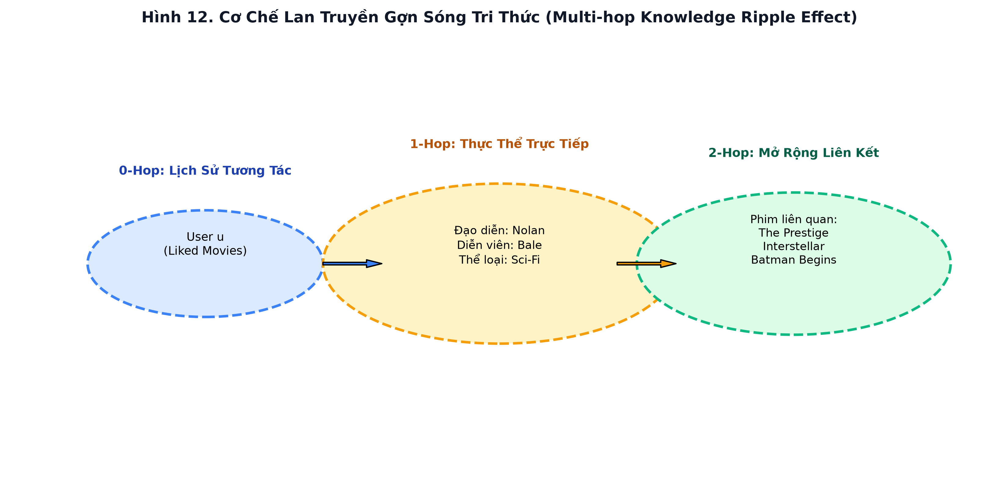 Hình 12. Cơ Chế Lan Truyền Gợn Sóng Tri Thức (Multi-hop Knowledge Ripple Effect)
0-Hop: Lịch Sử Tương Tác
User u
(Liked Movies)
1-Hop: Thực Thể Trực Tiếp
Đạo diễn: Nolan
Diễn viên: Bale
Thể loại: Sci-Fi
2-Hop: Mở Rộng Liên Kết
Phim liên quan:
The Prestige
Interstellar
Batman Begins